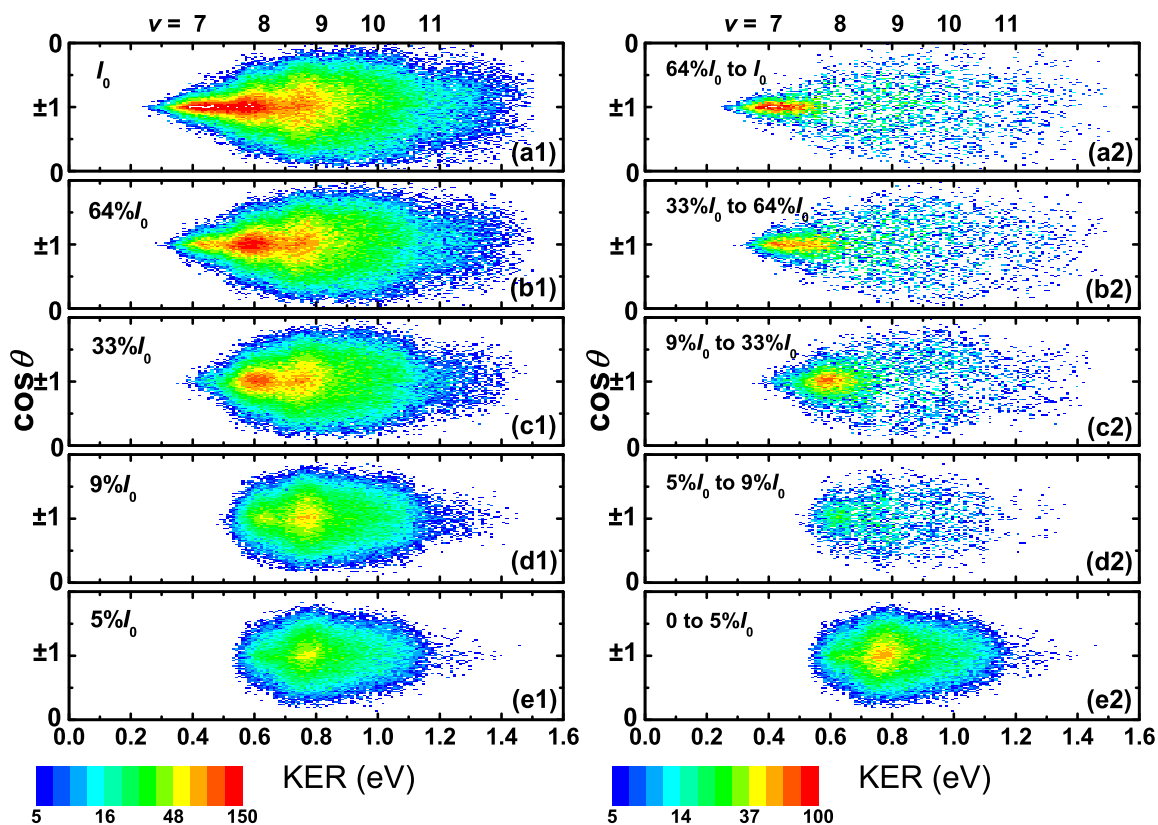 v = 7 8 9 10 11
0
I0
±1
0
(a1)
64%I0
±1
0
(b1)
33%I0
±1
0
(c1)
9%I0
±1
0
(d1)
5%I0
±1
0
(e1)
cosθ
0.0 0.2 0.4 0.6 0.8 1.0 1.2 1.4 1.6
KER (eV)
5 16 48 150
v = 7 8 9 10 11
0
64%I0 to I0
±1
0
(a2)
33%I0 to 64%I0
±1
0
(b2)
9%I0 to 33%I0
±1
0
(c2)
5%I0 to 9%I0
±1
0
(d2)
0 to 5%I0
±1
0
(e2)
cosθ
0.0 0.2 0.4 0.6 0.8 1.0 1.2 1.4 1.6
KER (eV)
5 14 37 100